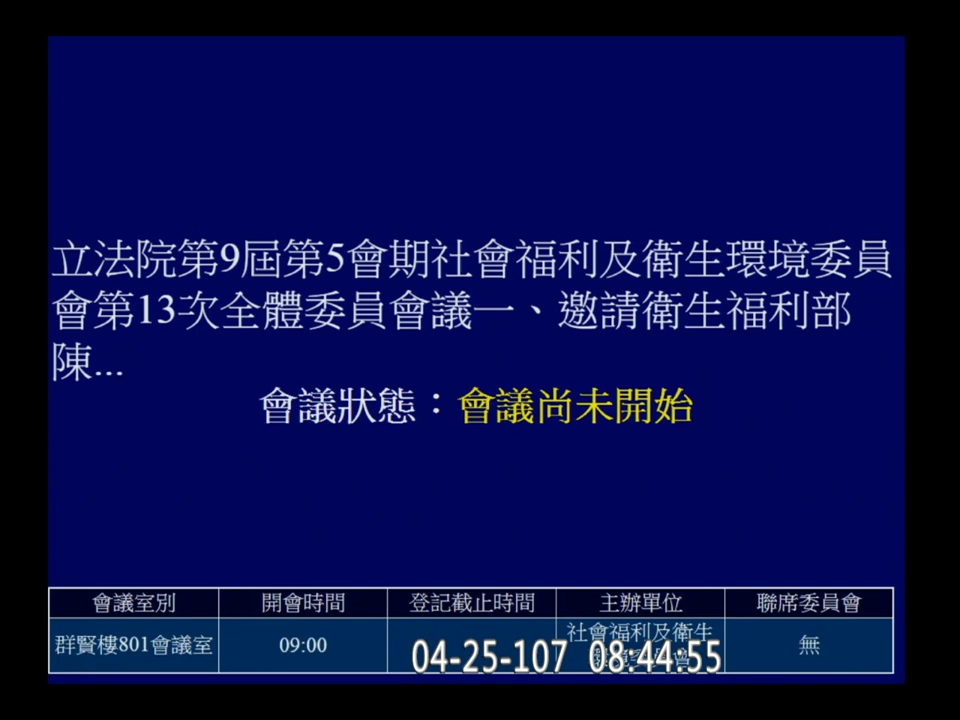 立法院第9屆第5會期社會福利及衛生環境委員
會第13次全體委員會議一、邀請衛生福利部
陳...
會議狀態：會議尚未開始
會議室別 開會時間 登記截止時間 主辦單位 聯席委員會
群賢樓801會議室 09:00 社會福利及衛生 無
04-25-107 08:44:55